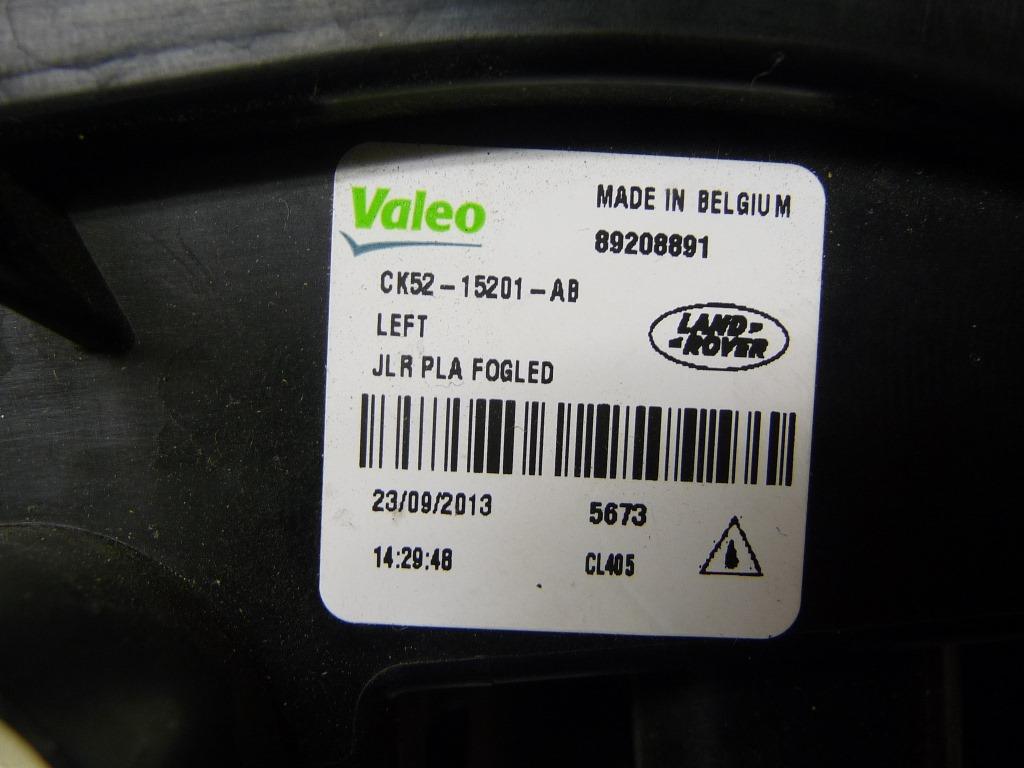 Valeo
MADE IN BELGIUM
89208891
CK52-15201-AB
LEFT
LAND
ROVER
JLR PLA FOGLED
23/09/2013
5673
14:29:48
CL405